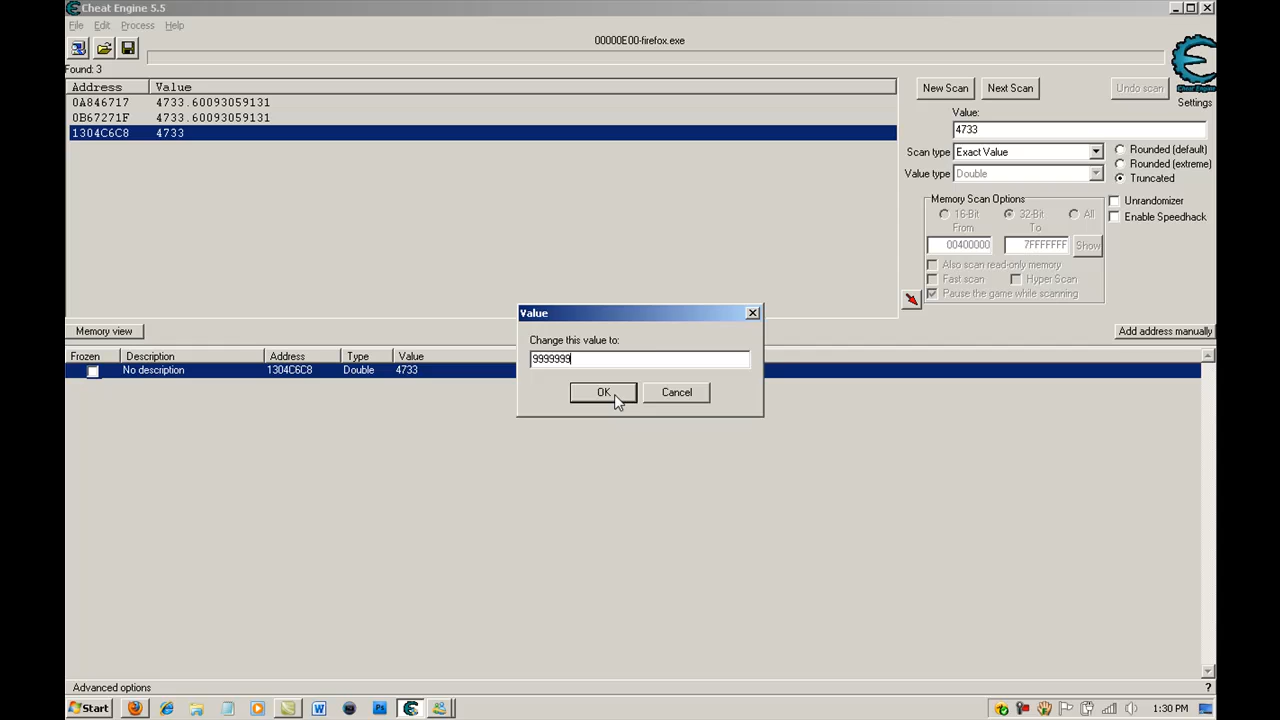 Cheat Engine 5.5
File Edit Process Help
00000E00-firefox.exe
Found: 3
Address Value
0A846717 4733.60093059131
0B67271F 4733.60093059131
1304C6C8 4733
New Scan Next Scan Undo scan
Cheat Engine
Settings
Value:
4733
Scan type Exact Value
Value type Double
Rounded (default)
Rounded (extreme)
Truncated
Memory Scan Options
16-Bit 32-Bit All
From To
00400000 7FFFFFFF Show
Also scan read-only memory
Fast scan Hyper Scan
Pause the game while scanning
Unrandomizer
Enable Speedhack
Memory view
Add address manually
Value
Change this value to:
9999999
OK Cancel
Frozen Description Address Type Value
No description 1304C6C8 Double 4733
Advanced options ?
Start 1:30 PM